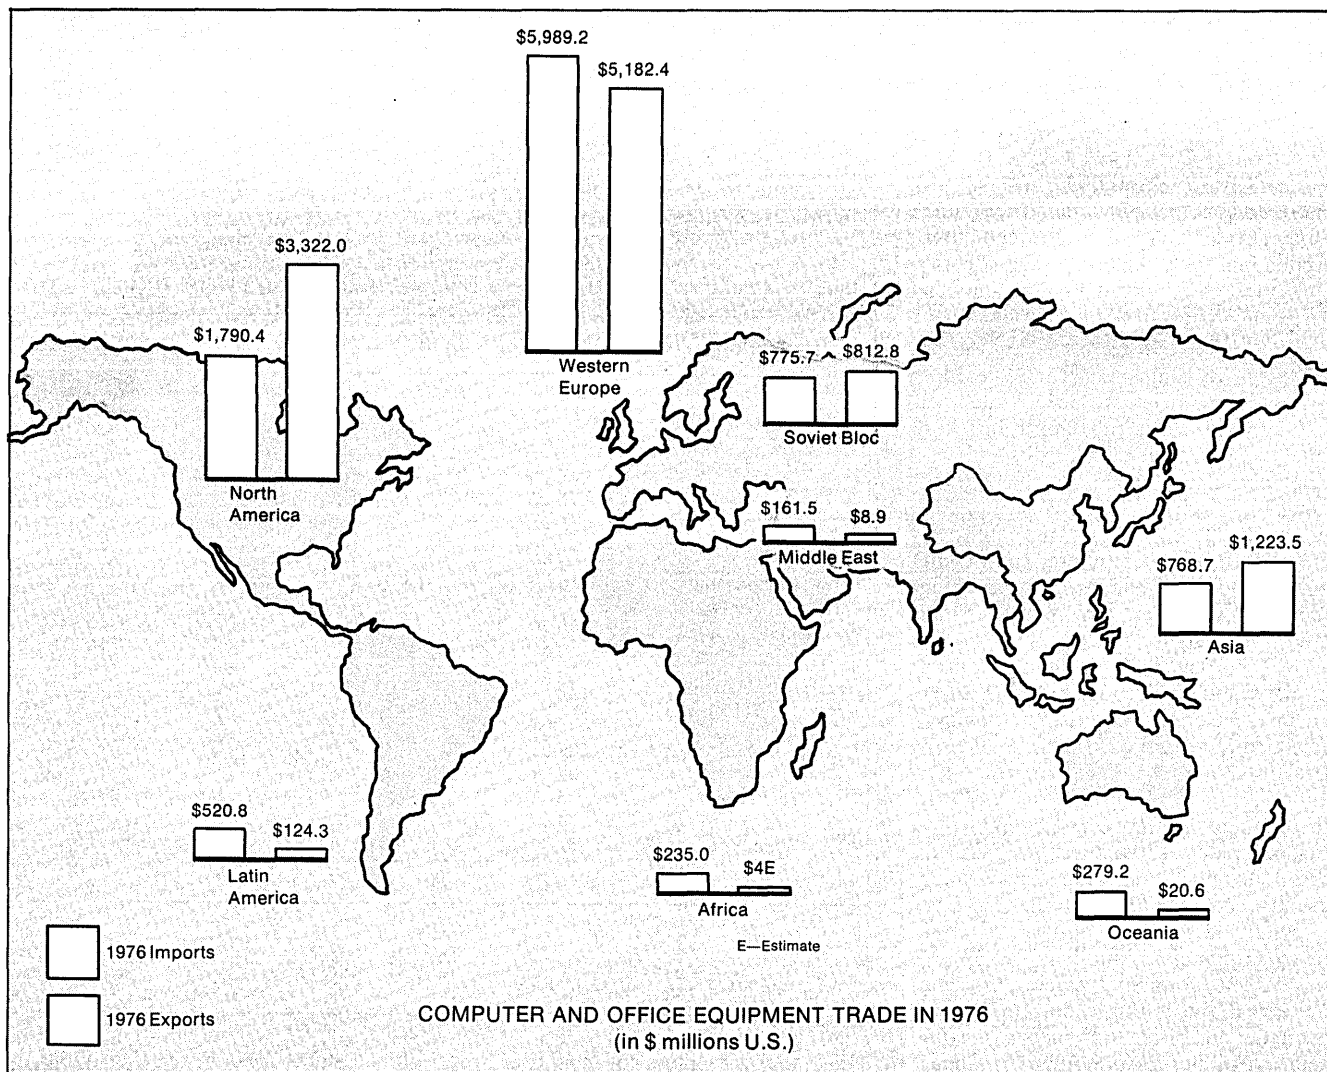 $5,989.2
$5,182.4
Western
Europe
$3,322.0
$1,790.4
North
America
$775.7
$812.8
Soviet Bloc
$161.5
$8.9
Middle East
$768.7
$1,223.5
Asia
$520.8
$124.3
Latin
America
$235.0
$4E
Africa
$279.2
$20.6
Oceania
E—Estimate
1976 Imports
1976 Exports
COMPUTER AND OFFICE EQUIPMENT TRADE IN 1976
(in $ millions U.S.)